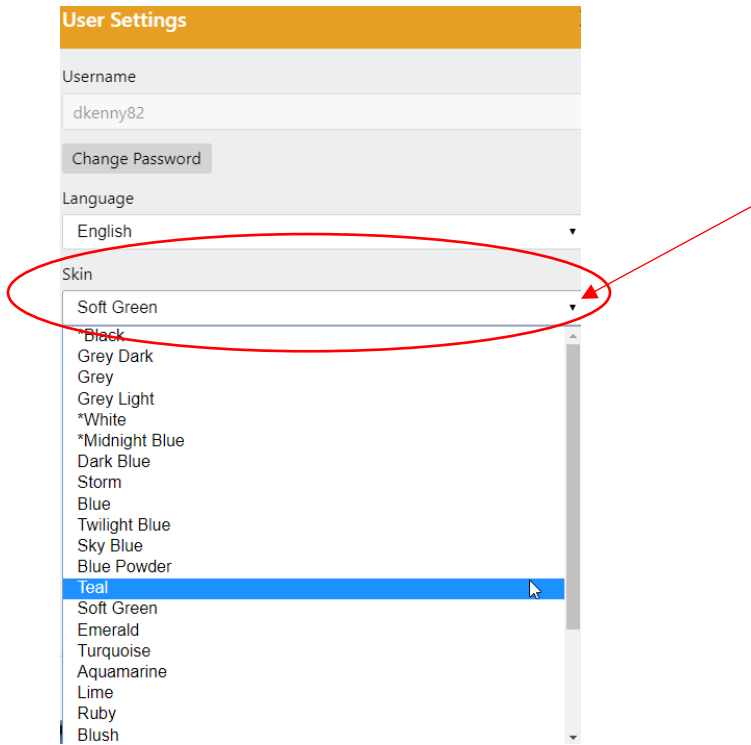 User Settings
Username
dkenny82
Change Password
Language
English
Skin
Soft Green
*Black
Grey Dark
Grey
Grey Light
*White
*Midnight Blue
Dark Blue
Storm
Blue
Twilight Blue
Sky Blue
Blue Powder
Teal
Soft Green
Emerald
Turquoise
Aquamarine
Lime
Ruby
Blush